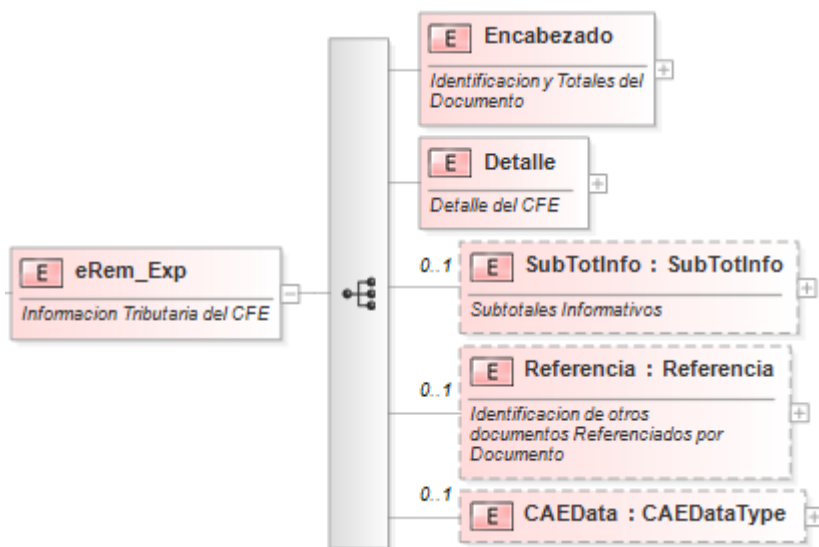 E Encabezado
Identificacion y Totales del
Documento
E Detalle
Detalle del CFE
E eRem_Exp
Informacion Tributaria del CFE
0..1
E SubTotInfo : SubTotInfo
Subtotales Informativos
0..1
E Referencia : Referencia
Identificacion de otros
documentos Referenciados por
Documento
0..1
E CAEData : CAEDataType